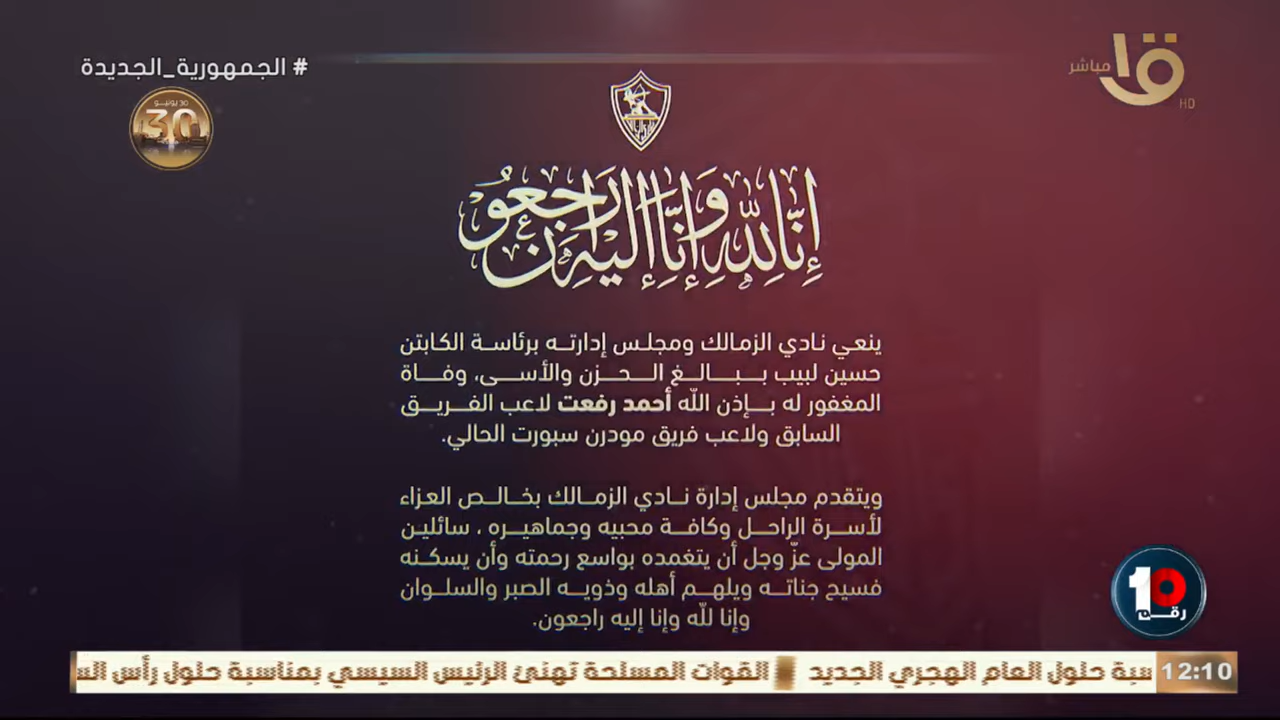 # الجمهورية_الجديدة
30 يونيو
30
مباشر
HD
إنا لله وإنا إليه راجعون
ينعي نادي الزمالك ومجلس إدارته برئاسة الكابتن
حسين لبيب ببالغ الحزن والأسى، وفاة
المغفور له بإذن الله أحمد رفعت لاعب الفريق
السابق ولاعب فريق مودرن سبورت الحالي.
ويتقدم مجلس إدارة نادي الزمالك بخالص العزاء
لأسرة الراحل وكافة محبيه وجماهيره ، سائلين
المولى عزّ وجل أن يتغمده بواسع رحمته وأن يسكنه
فسيح جناته ويلهم أهله وذويه الصبر والسلوان
وإنا لله وإنا إليه راجعون.
رقم 10
12:10 سبة حلول العام الهجري الجديد القوات المسلحة تهنئ الرئيس السيسي بمناسبة حلول رأس الس